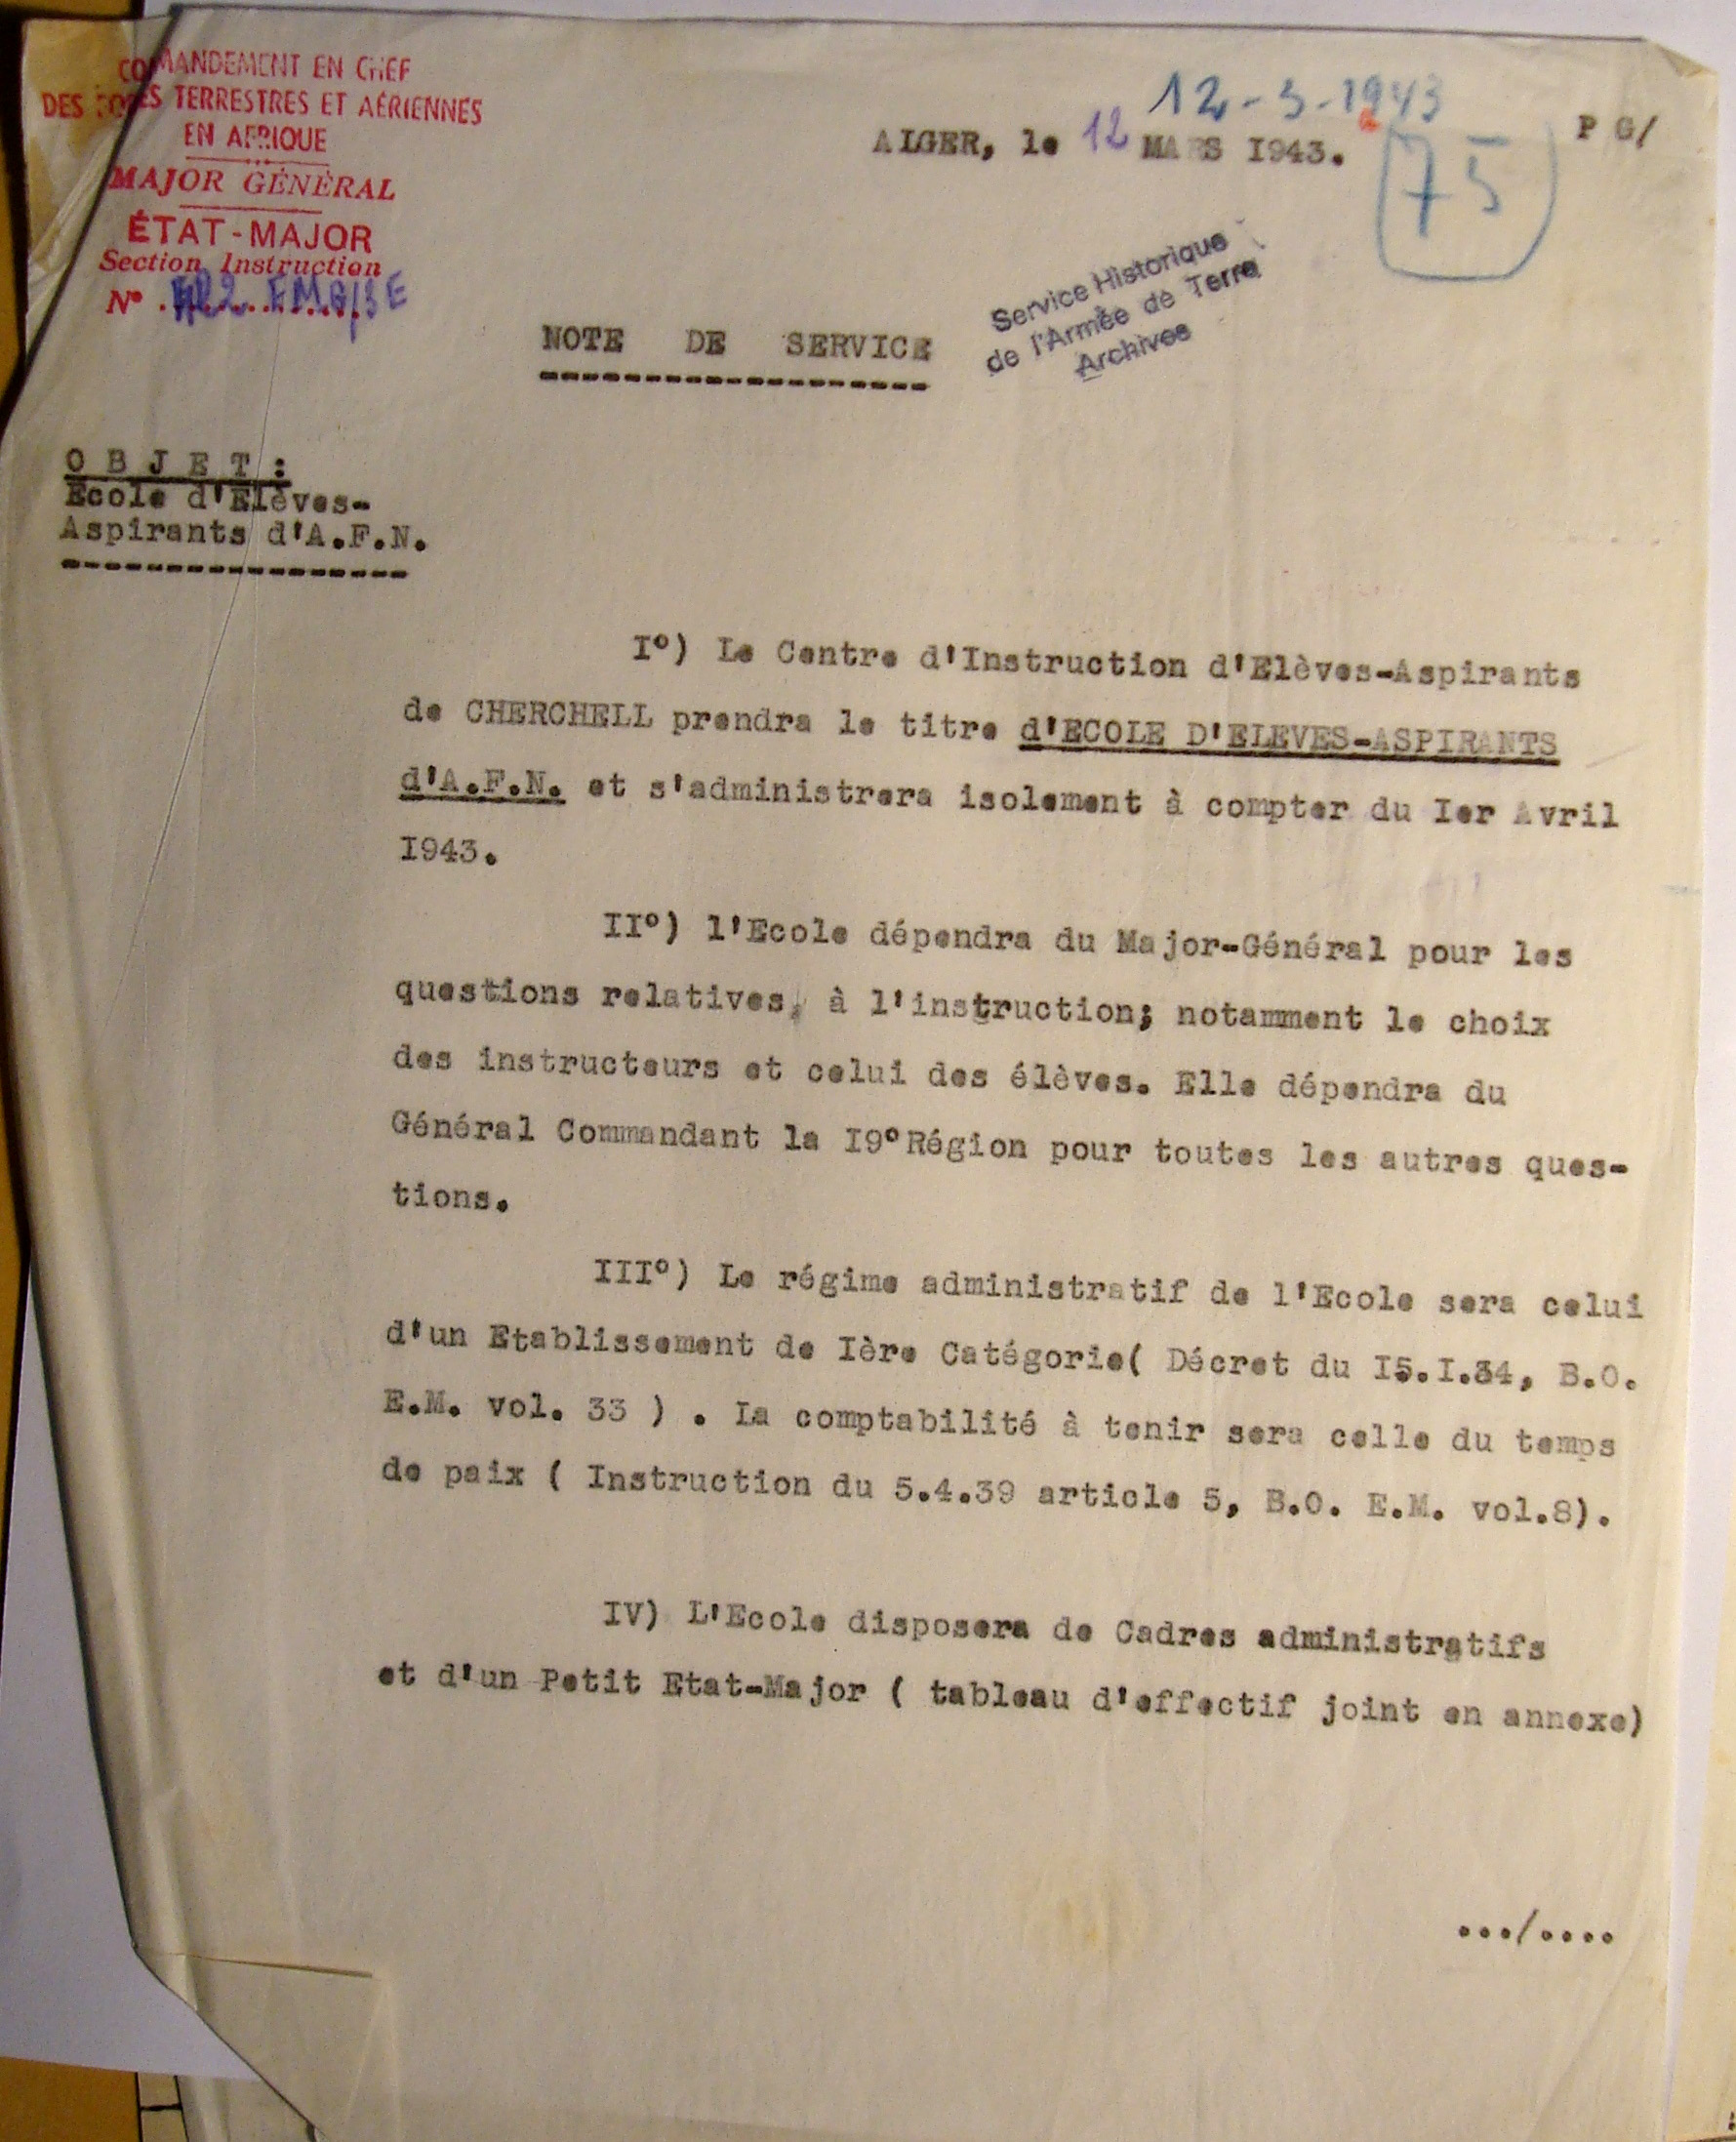 COMMANDEMENT EN CHEF
DES FORCES TERRESTRES ET AÉRIENNES
EN AFRIQUE
MAJOR GÉNÉRAL
ÉTAT-MAJOR
Section Instruction
N°
12-3-1943
AIGER, le 12 MARS I943.
P G/
75
Service Historique
de l'Armée de Terre
Archives
NOTE DE SERVICE
O B J E T :
Ecole d'Elèves-
Aspirants d'A.F.N.
I°) Le Centre d'Instruction d'Elèves-Aspirants
de CHERCHELL prendra le titre d'ECOLE D'ELEVES-ASPIRANTS
d'A.F.N. et s'administrera isolement à compter du Ier Avril
I943.
II°) l'Ecole dépendra du Major-Général pour les
questions relatives, à l'instruction; notamment le choix
des instructeurs et celui des élèves. Elle dépendra du
Général Commandant la I9°Région pour toutes les autres ques-
tions.
III°) Le régime administratif de l'Ecole sera celui
d'un Etablissement de Ière Catégorie( Décret du I5.I.34, B.O.
E.M. vol. 33 ) . La comptabilité à tenir sera celle du temps
de paix ( Instruction du 5.4.39 article 5, B.O. E.M. vol.8).
IV) L'Ecole disposera de Cadres administratifs
et d'un Petit Etat-Major ( tableau d'effectif joint en annexe)
.../....